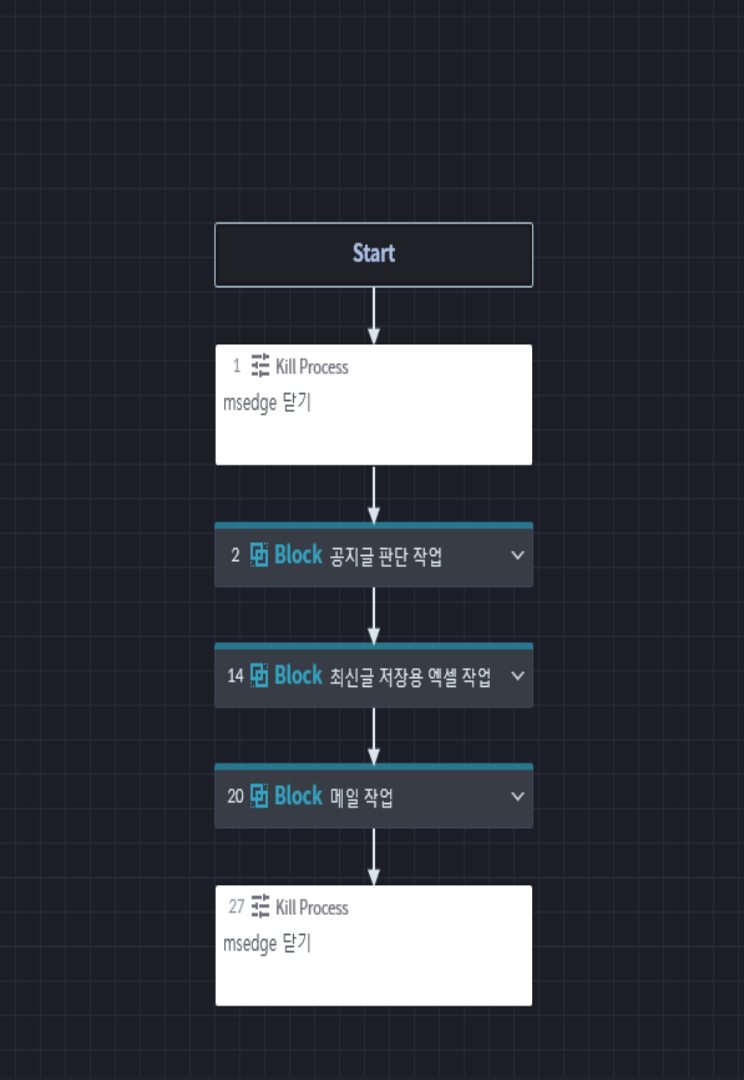 Start
1 Kill Process
msedge 닫기
2 Block 공지글 판단 작업
14 Block 최신글 저장용 엑셀 작업
20 Block 메일 작업
27 Kill Process
msedge 닫기